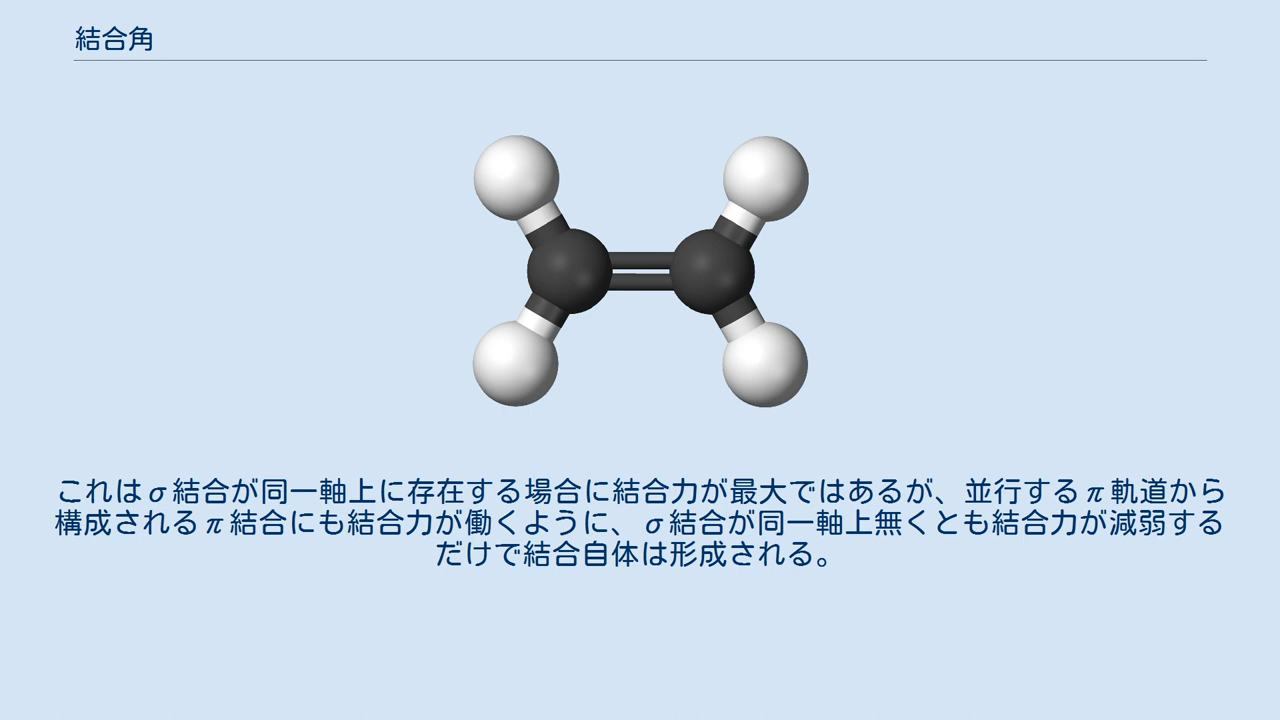 結合角
これはσ結合が同一軸上に存在する場合に結合力が最大ではあるが、並行するπ軌道から
構成されるπ結合にも結合力が働くように、σ結合が同一軸上無くとも結合力が減弱する
だけで結合自体は形成される。